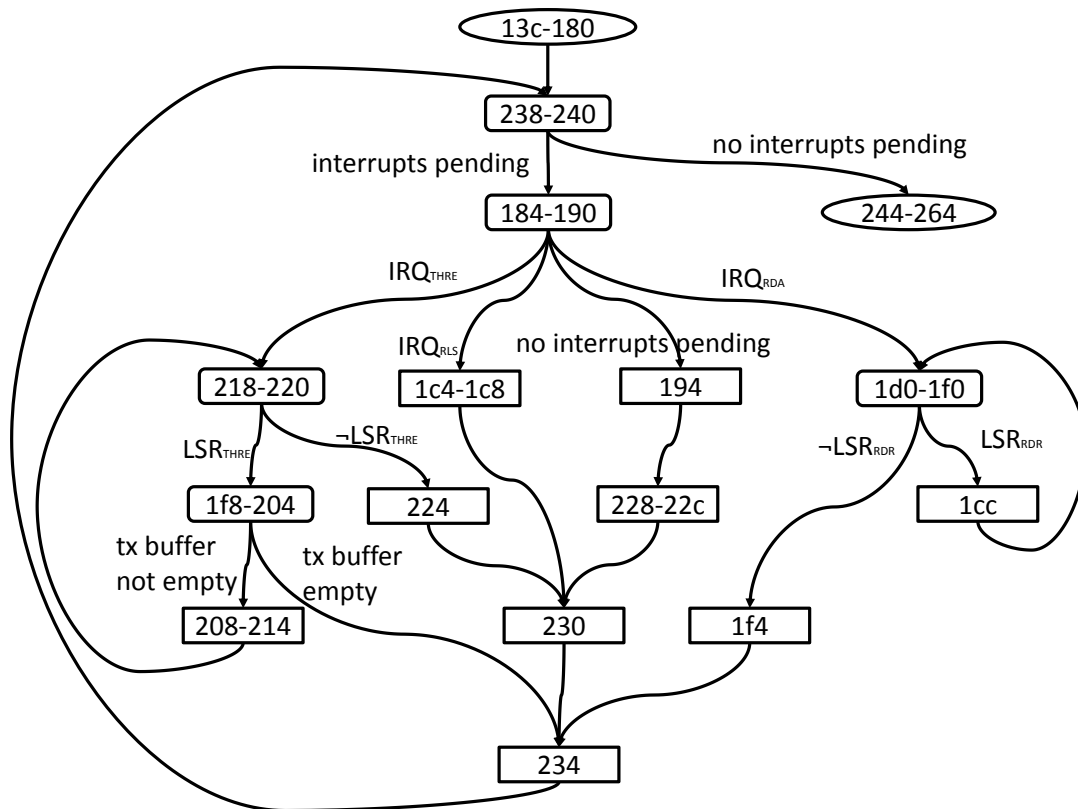 13c-180
238-240
interrupts pending
no interrupts pending
184-190
244-264
IRQTHRE
IRQRDA
IRQRLS
no interrupts pending
218-220
1c4-1c8
194
1d0-1f0
LSRTHRE
¬LSRTHRE
¬LSRRDR
LSRRDR
1f8-204
224
228-22c
1cc
tx buffer
not empty
tx buffer
empty
208-214
230
1f4
234